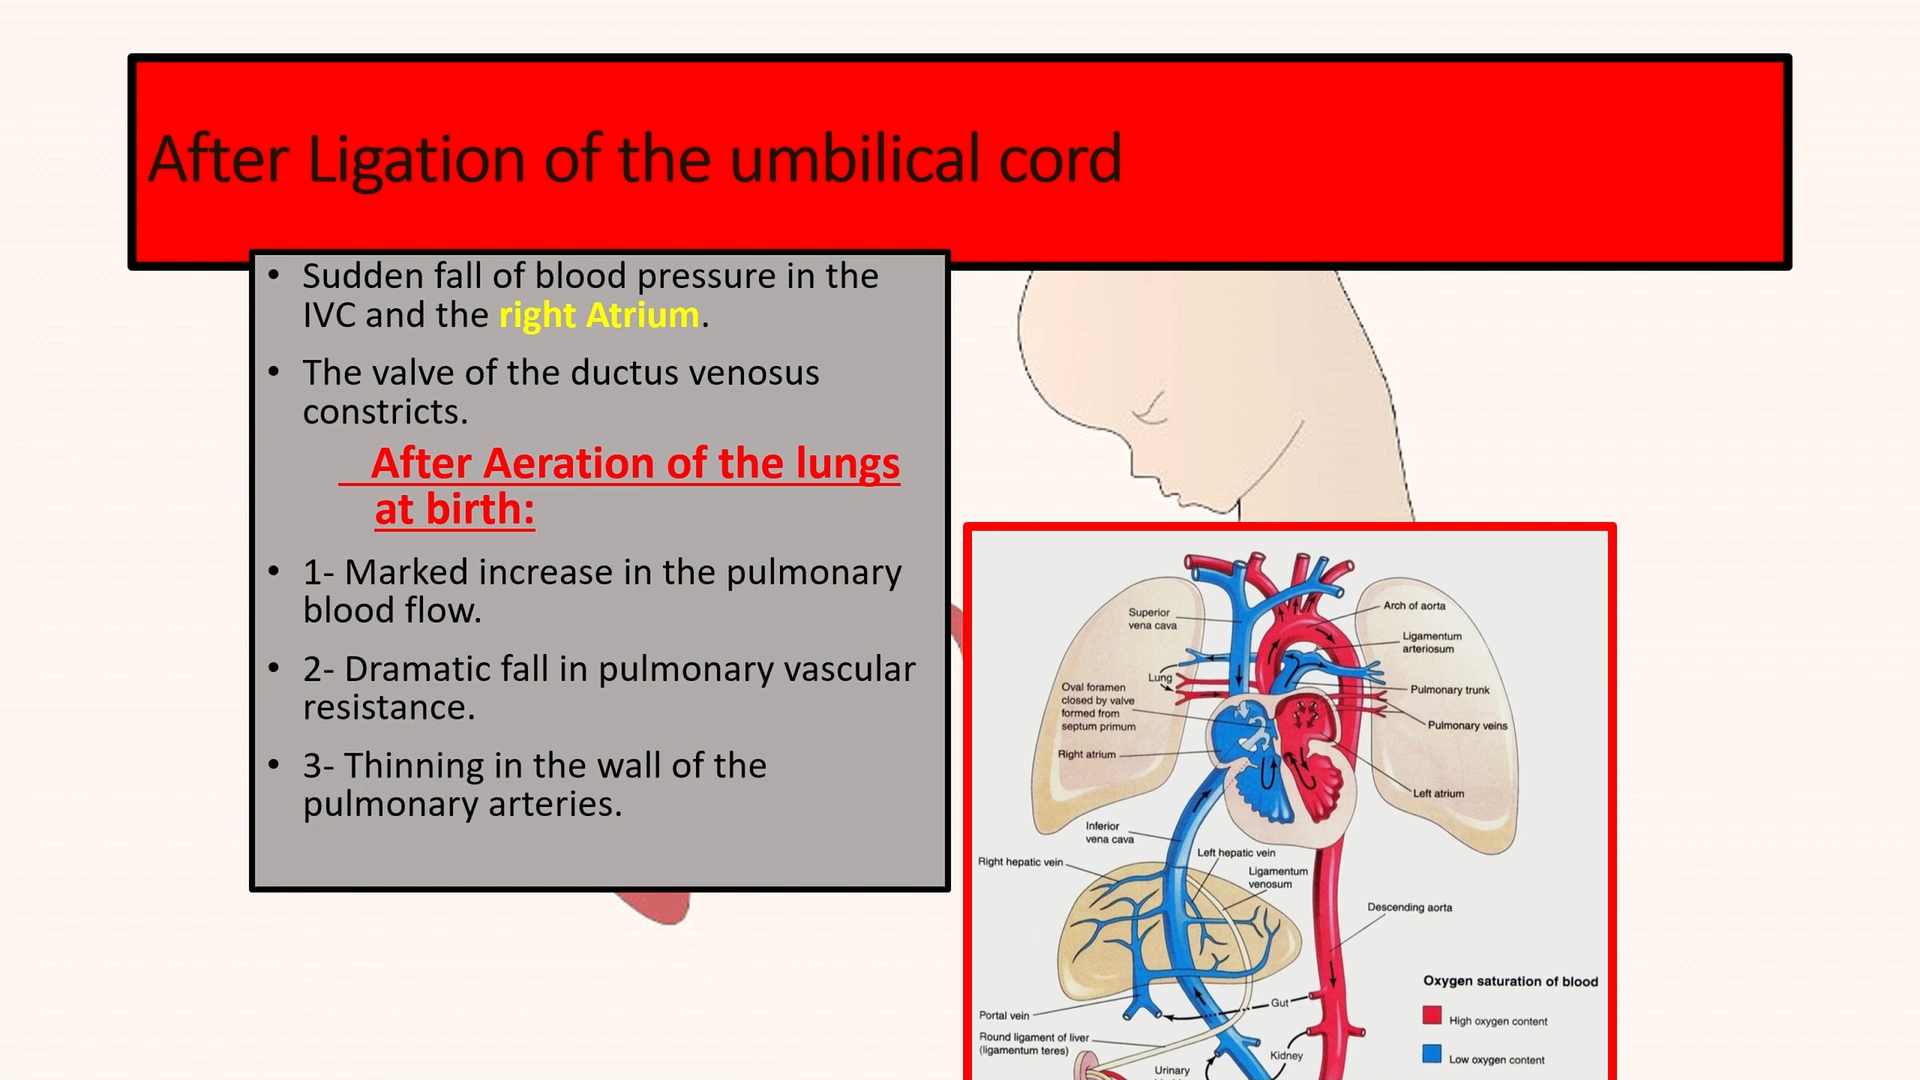 After Ligation of the umbilical cord
• Sudden fall of blood pressure in the
IVC and the right Atrium.
• The valve of the ductus venosus
constricts.
After Aeration of the lungs
at birth:
• 1- Marked increase in the pulmonary
blood flow.
• 2- Dramatic fall in pulmonary vascular
resistance.
• 3- Thinning in the wall of the
pulmonary arteries.
Superior
vena cava
Arch of aorta
Ligamentum
arteriosum
Lung
Oval foramen
closed by valve
formed from
septum primum
Pulmonary trunk
Pulmonary veins
Right atrium
Left atrium
Inferior
vena cava
Right hepatic vein
Left hepatic vein
Ligamentum
venosum
Descending aorta
Oxygen saturation of blood
High oxygen content
Low oxygen content
Portal vein
Gut
Round ligament of liver
(ligamentum teres)
Kidney
Urinary